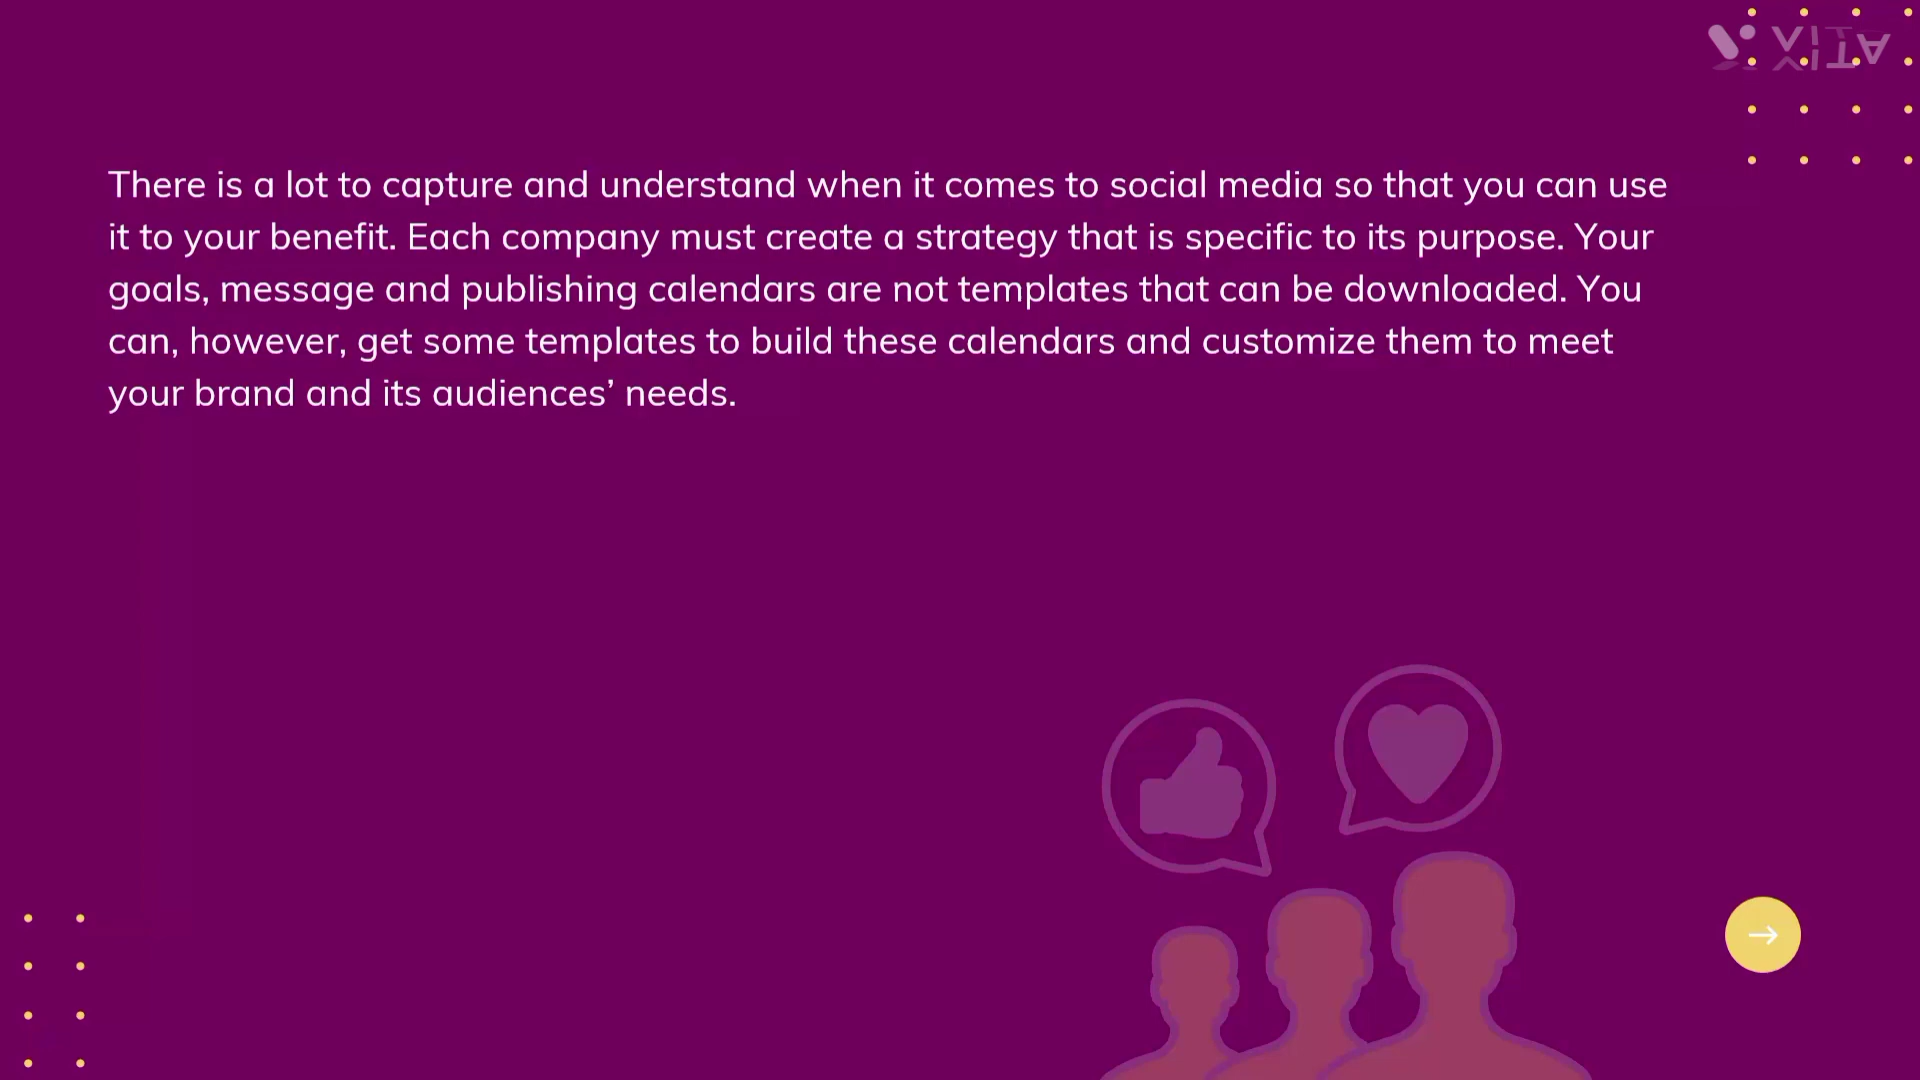 VITA
There is a lot to capture and understand when it comes to social media so that you can use
it to your benefit. Each company must create a strategy that is specific to its purpose. Your
goals, message and publishing calendars are not templates that can be downloaded. You
can, however, get some templates to build these calendars and customize them to meet
your brand and its audiences’ needs.